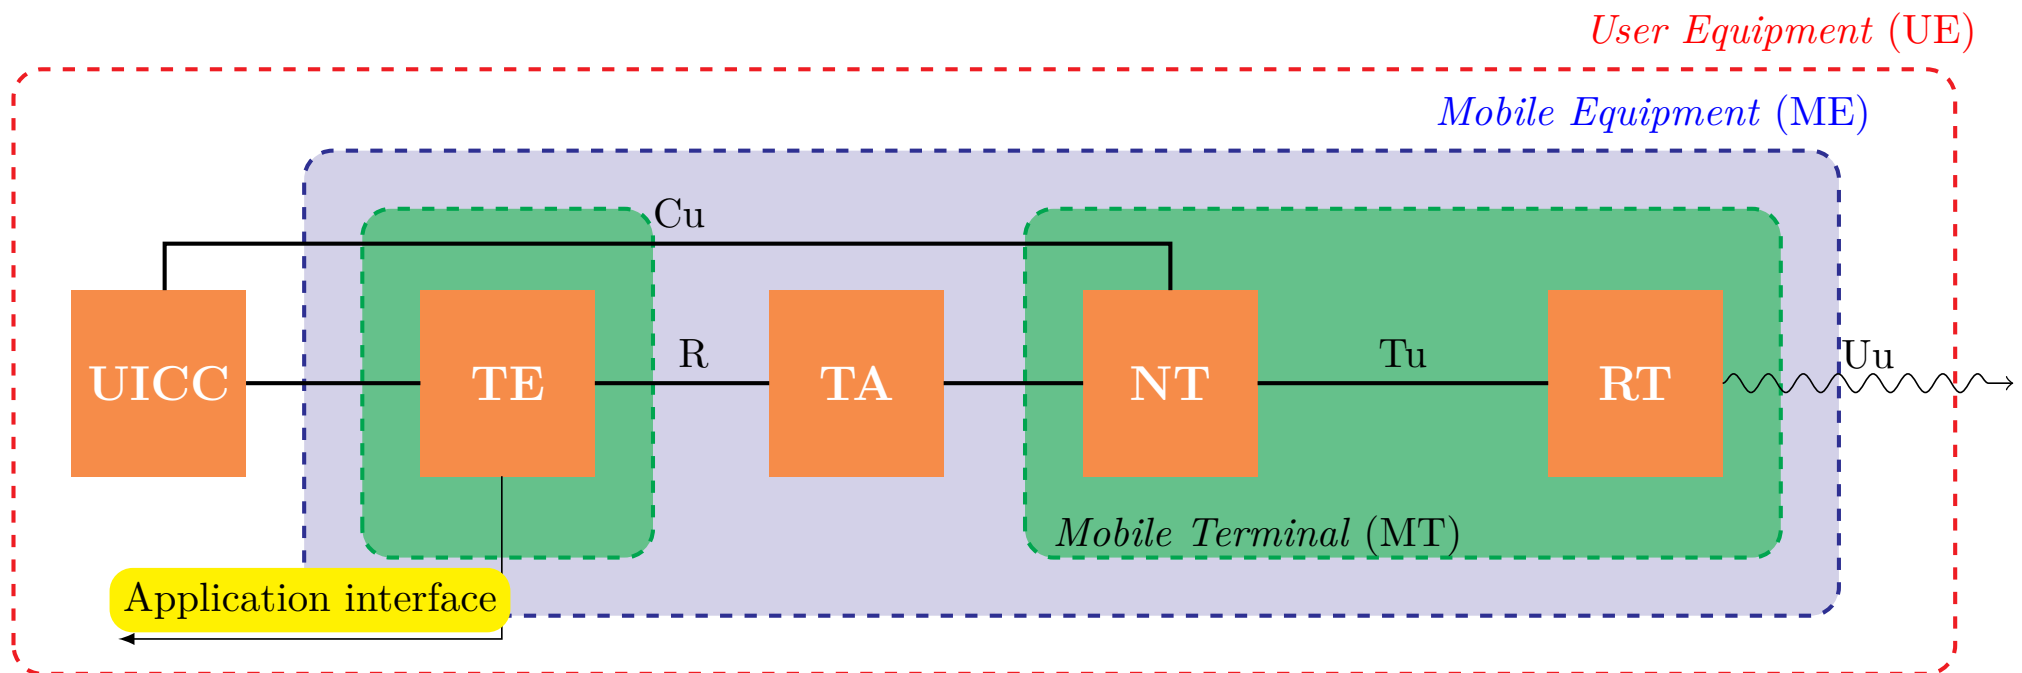 User Equipment (UE)
Mobile Equipment (ME)
Cu
UICC
TE
R
TA
NT
Tu
RT
Uu
Mobile Terminal (MT)
Application interface